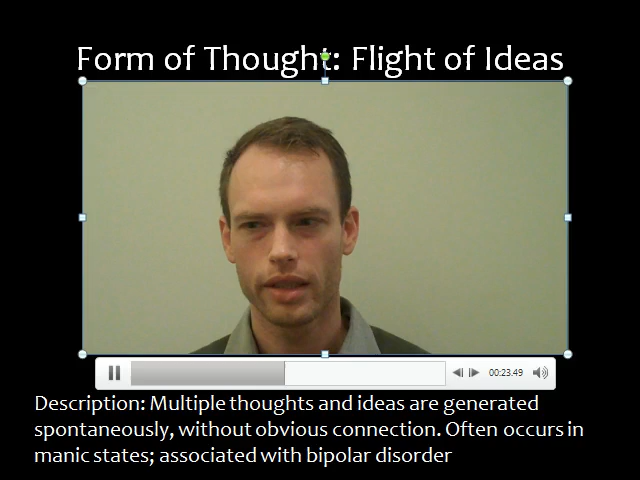 Form of Thought: Flight of Ideas
00:23.49
Description: Multiple thoughts and ideas are generated
spontaneously, without obvious connection. Often occurs in
manic states; associated with bipolar disorder